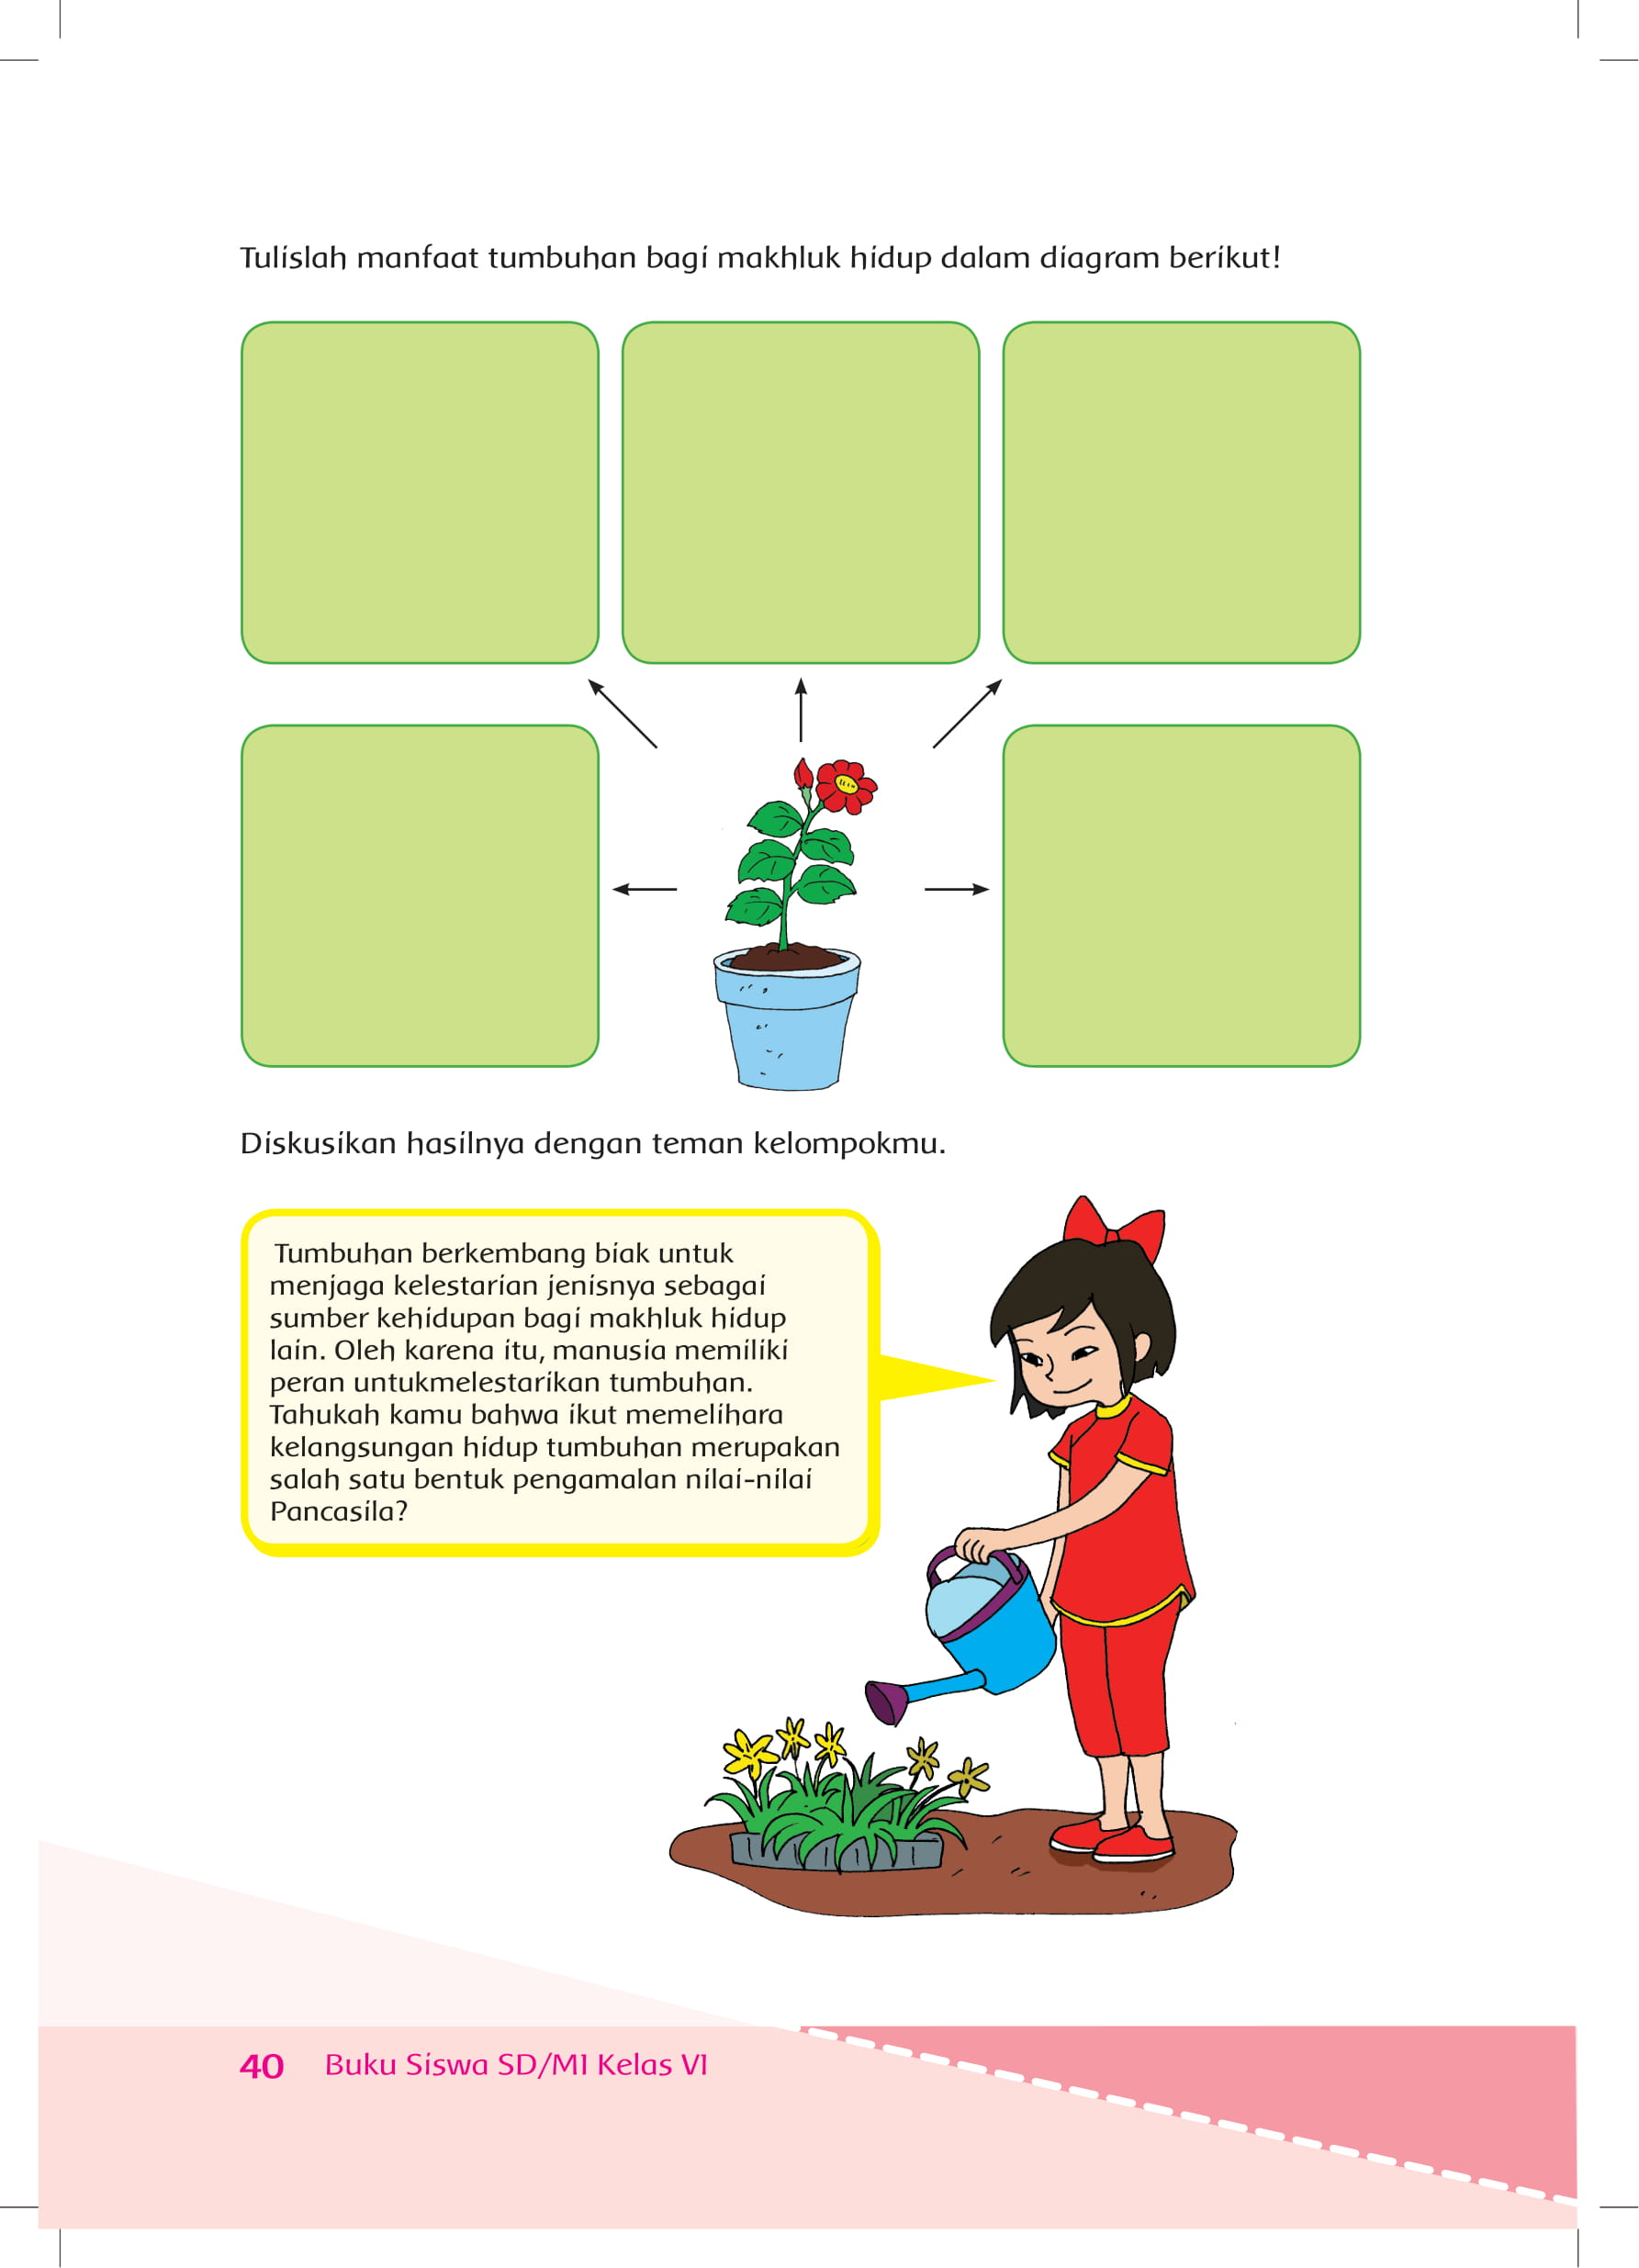 Tulislah manfaat tumbuhan bagi makhluk hidup dalam diagram berikut!
Diskusikan hasilnya dengan teman kelompokmu.
Tumbuhan berkembang biak untuk
menjaga kelestarian jenisnya sebagai
sumber kehidupan bagi makhluk hidup
lain. Oleh karena itu, manusia memiliki
peran untukmelestarikan tumbuhan.
Tahukah kamu bahwa ikut memelihara
kelangsungan hidup tumbuhan merupakan
salah satu bentuk pengamalan nilai-nilai
Pancasila?
40 Buku Siswa SD/MI Kelas VI